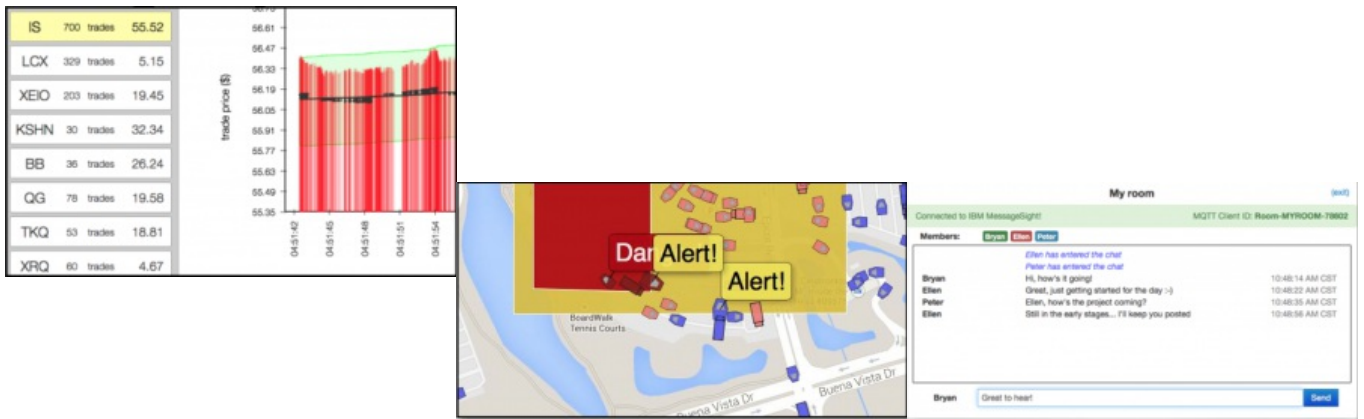 IS 700 trades 55.52
LCX 329 trades 5.15
XEIO 203 trades 19.45
KSHN 30 trades 32.34
BB 36 trades 26.24
QG 78 trades 19.58
TKQ 53 trades 18.81
XRQ 60 trades 4.67
trade price ($)
56.61
56.47
56.33
56.19
56.05
55.91
55.77
55.63
55.49
55.35
04:51:42
04:51:45
04:51:48
04:51:51
04:51:54
Dan
Alert!
Alert!
BoardWalk
Tennis Courts
Buena Vista Dr
Buena Vista Dr
My room
(exit)
Connected to IBM MessageSight!
MQTT Client ID: Room-MYROOM-78602
Members: Bryan Ellen Peter
Ellen has entered the chat
Peter has entered the chat
Bryan Hi, how's it going! 10:48:14 AM CST
Ellen Great, just getting started for the day :-) 10:48:22 AM CST
Peter Ellen, how's the project coming? 10:48:35 AM CST
Ellen Still in the early stages... I'll keep you posted 10:48:56 AM CST
Bryan Great to hear! Send